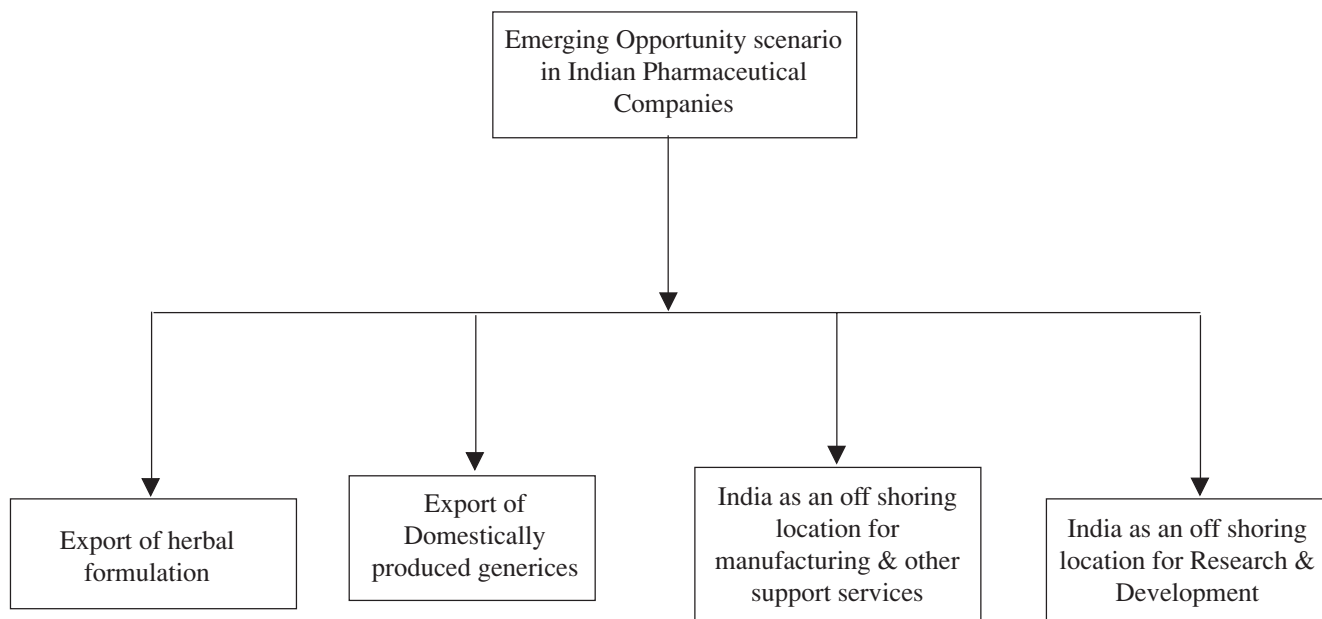 Emerging Opportunity scenario
in Indian Pharmaceutical
Companies
Export of herbal
formulation
Export of
Domestically
produced generices
India as an off shoring
location for
manufacturing & other
support services
India as an off shoring
location for Research &
Development